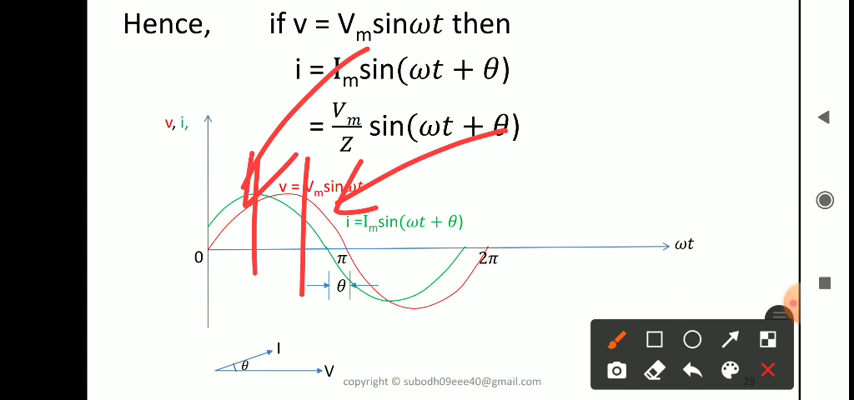 Hence, if v = Vₘsinωt then
i = Iₘsin(ωt + θ)
= Vₘ/Z sin(ωt + θ)
v, i,
v = Vₘsinωt
i =Iₘsin(ωt + θ)
0 π 2π ωt
θ
I
θ
V
copyright © subodh09eee40@gmail.com
28